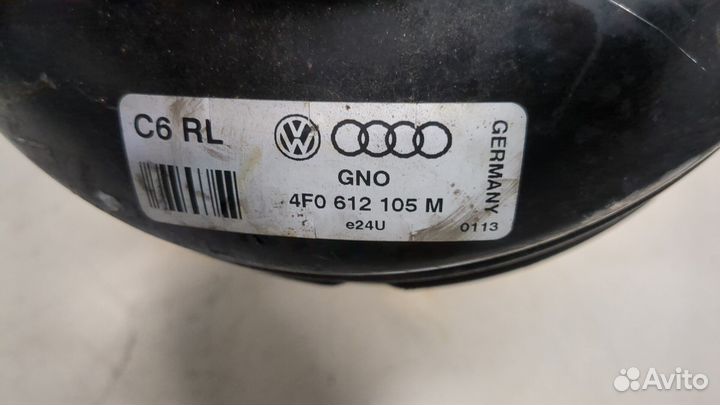 C6 RL
GNO
4F0 612 105 M
e24U
GERMANY
0113
Avito